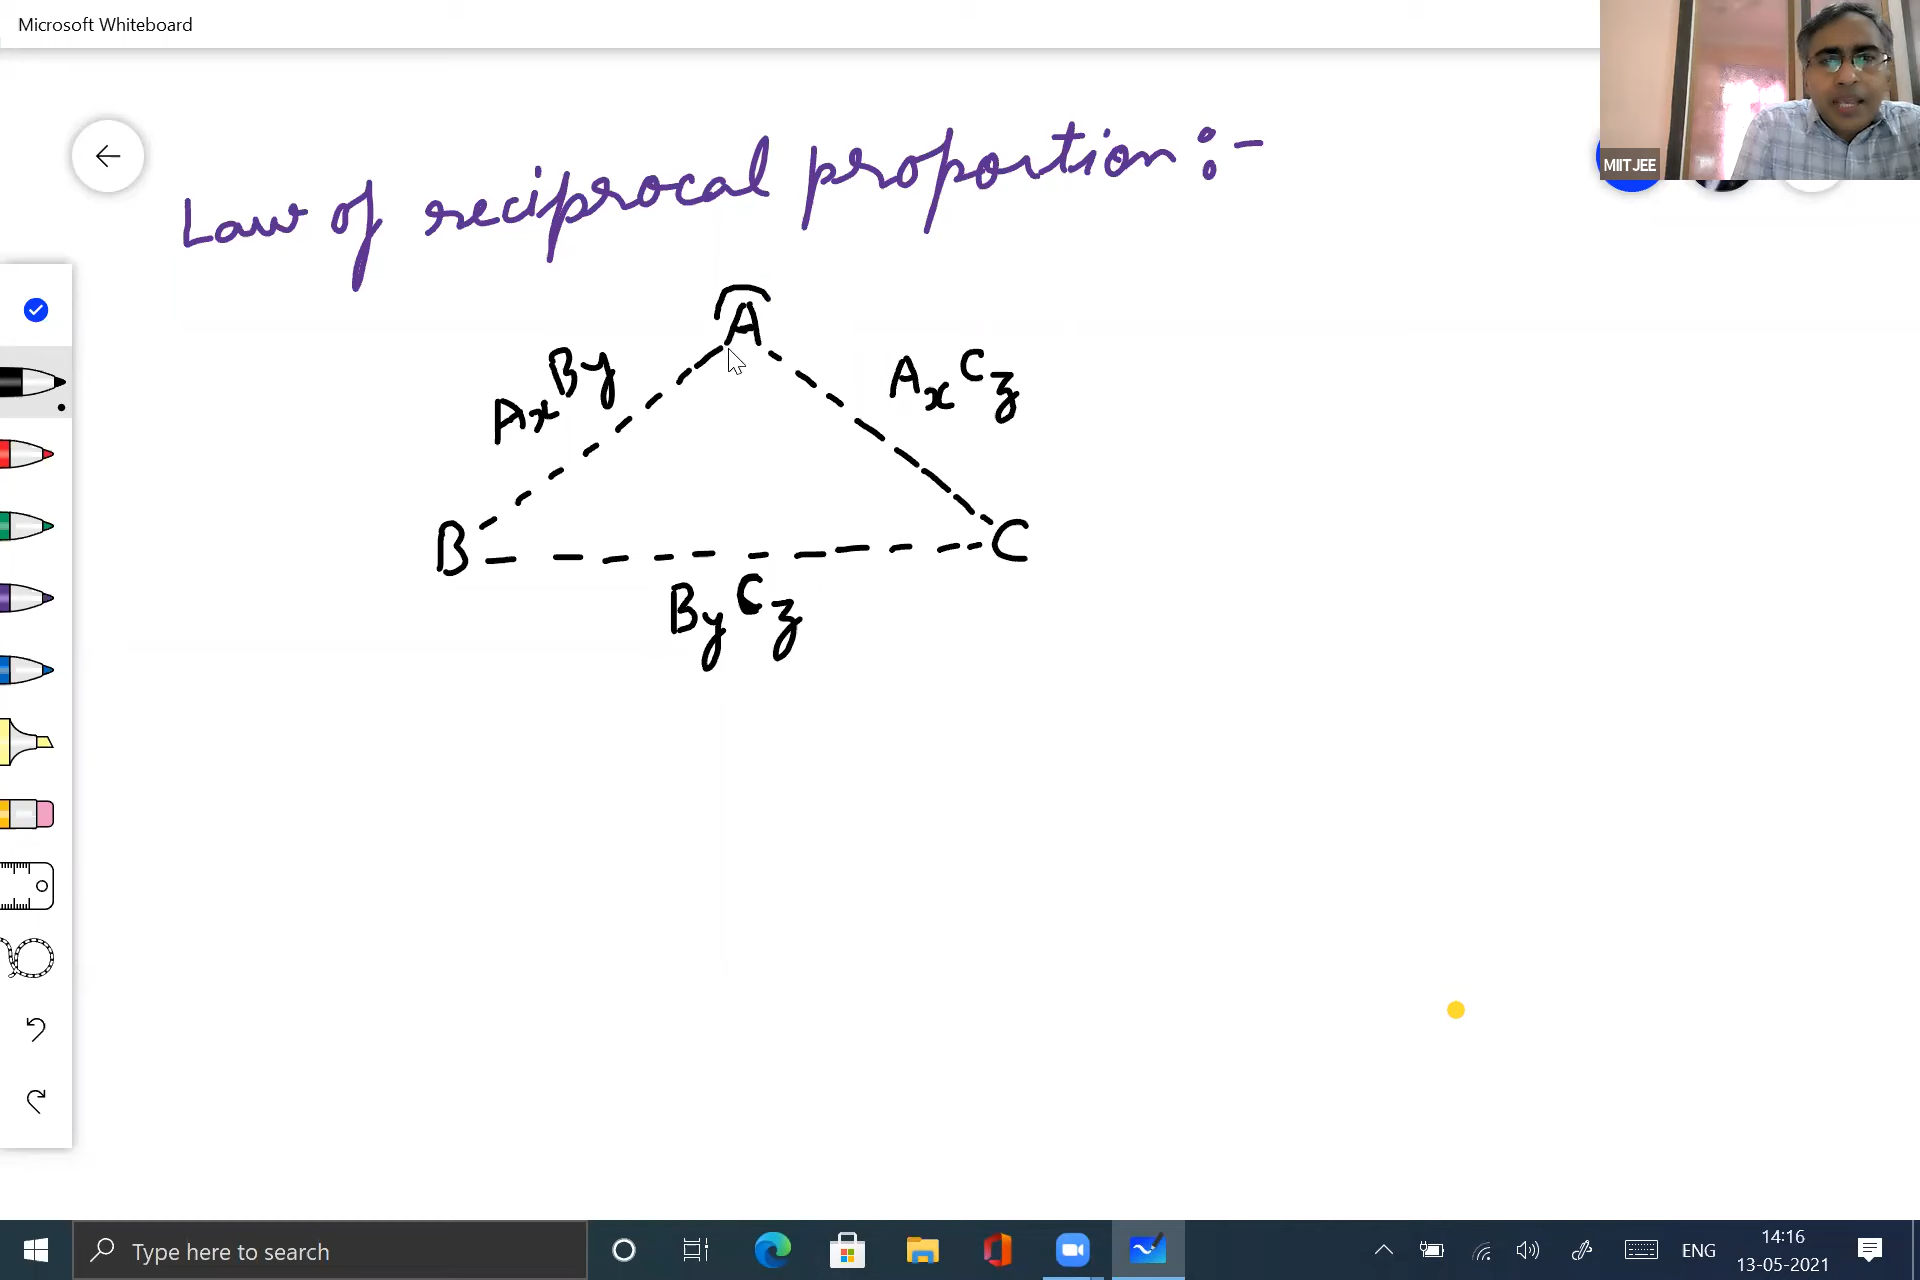 Microsoft Whiteboard
MIIT JEE
Law of reciprocal proportion :-
A
AxBy
AxCz
B
C
ByCz
Type here to search
ENG
14:16
13-05-2021